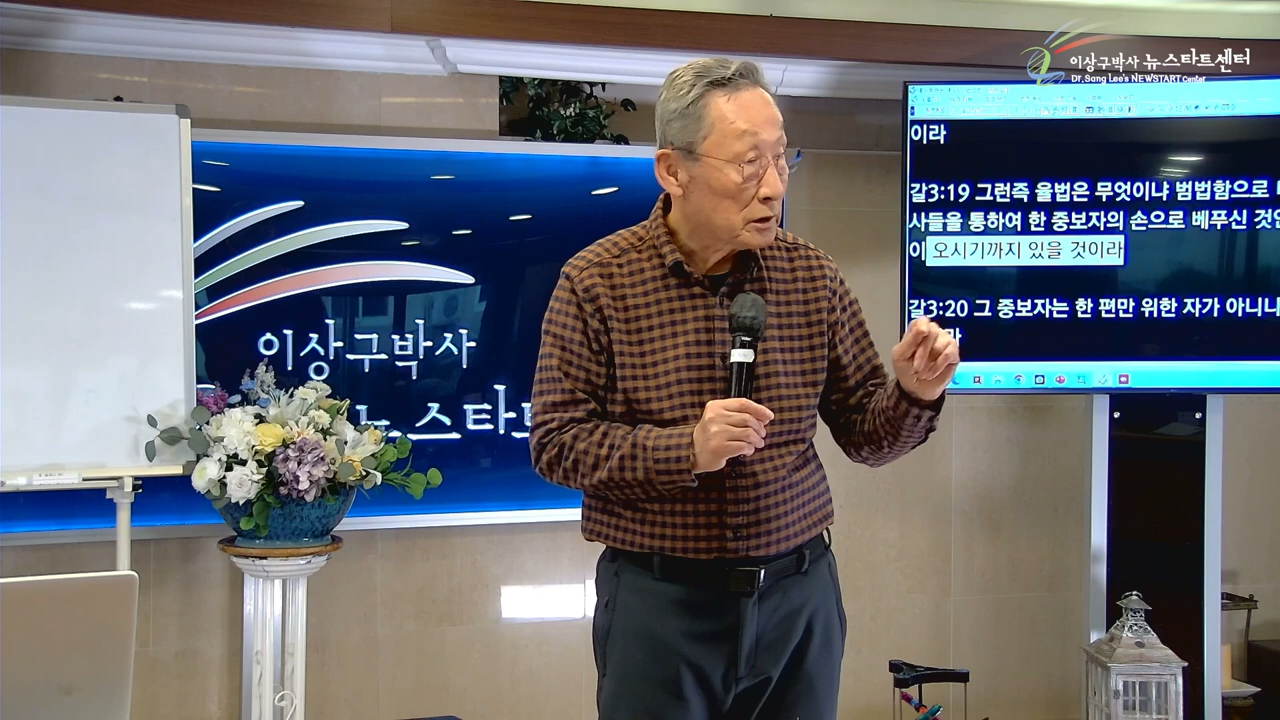 이상구박사 뉴스타트센터
Dr. Sang Lee's NEWSTART Center
이라
갈3:19 그런즉 율법은 무엇이냐 범법함으로
사들을 통하여 한 중보자의 손으로 베푸신 것인
이 오시기까지 있을 것이라
갈3:20 그 중보자는 한 편만 위한 자가 아니니
만
이상구박사
뉴스타트